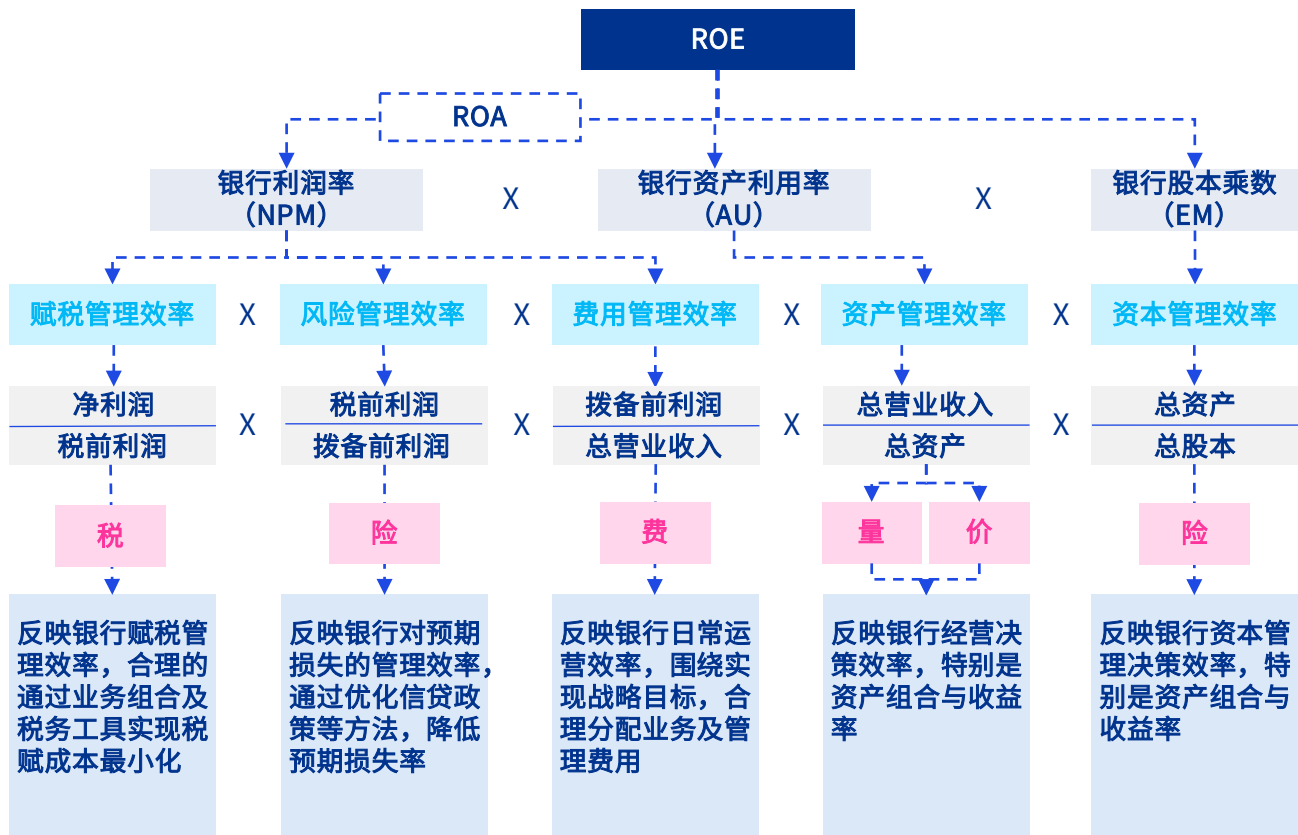 ROE
ROA
银行利润率
（NPM）
X
银行资产利用率
（AU）
X
银行股本乘数
（EM）
赋税管理效率
X
风险管理效率
X
费用管理效率
X
资产管理效率
X
资本管理效率
净利润
税前利润
X
税前利润
拨备前利润
X
拨备前利润
总营业收入
X
总营业收入
总资产
X
总资产
总股本
税
险
费
量
价
险
反映银行赋税管
理效率，合理的
通过业务组合及
税务工具实现税
赋成本最小化
反映银行对预期
损失的管理效率，
通过优化信贷政
策等方法，降低
预期损失率
反映银行日常运
营效率，围绕实
现战略目标，合
理分配业务及管
理费用
反映银行经营决
策效率，特别是
资产组合与收益
率
反映银行资本管
理决策效率，特
别是资产组合与
收益率